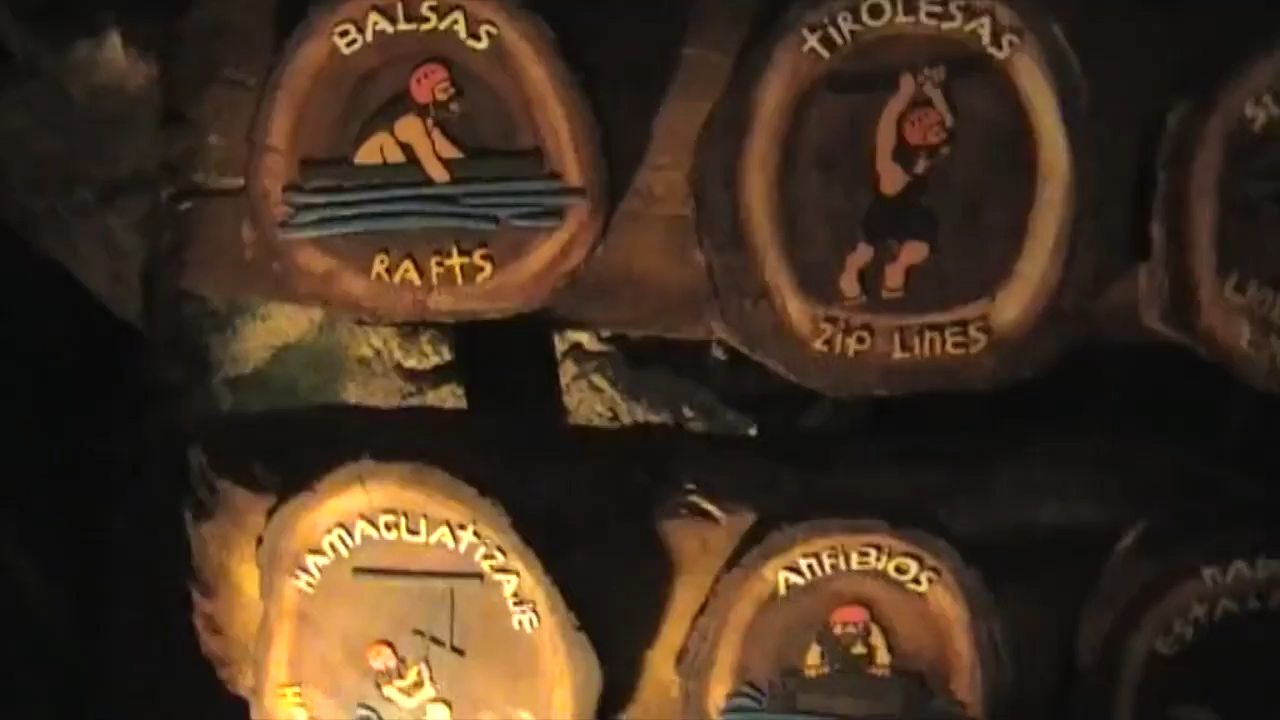 BALSAS
TIROLESAS
RAFTS
ZIP LINES
HAMACUATIZAJE
ANFIBIOS